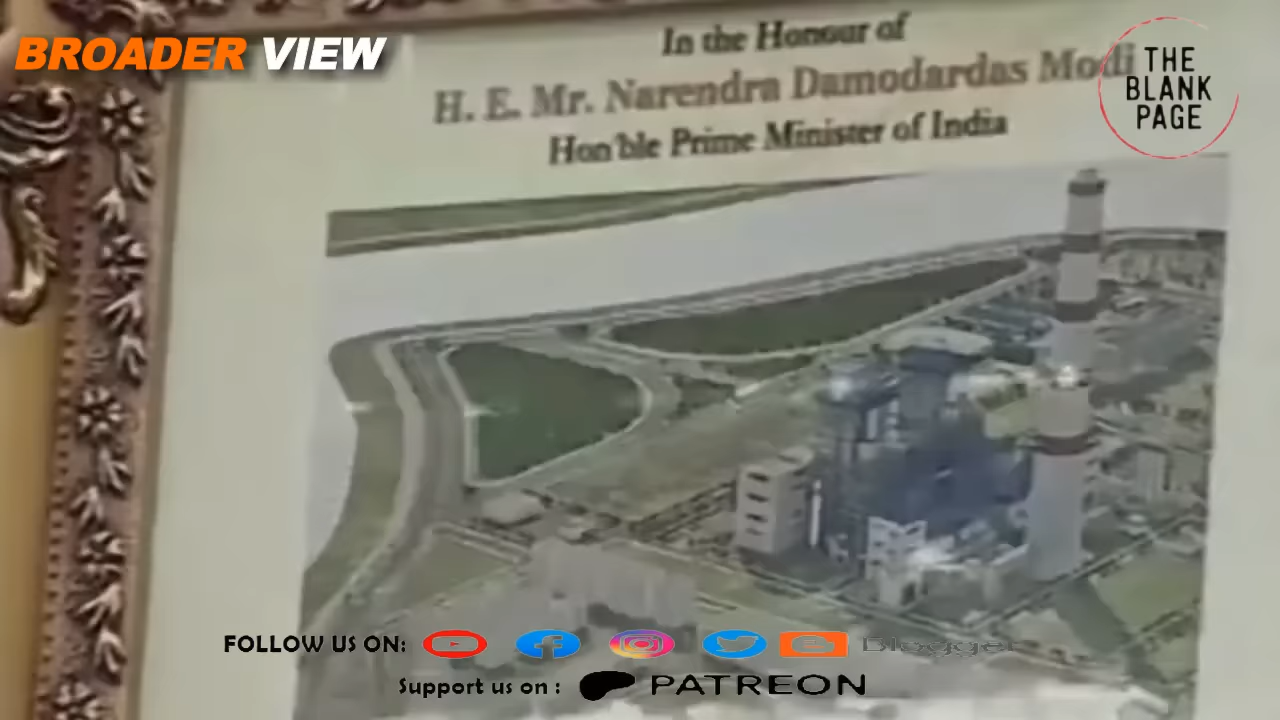 BROADER VIEW
In the Honour of
H. E. Mr. Narendra Damodardas Modi
Hon'ble Prime Minister of India
THE
BLANK
PAGE
FOLLOW US ON:
Blogger
Support us on :
PATREON